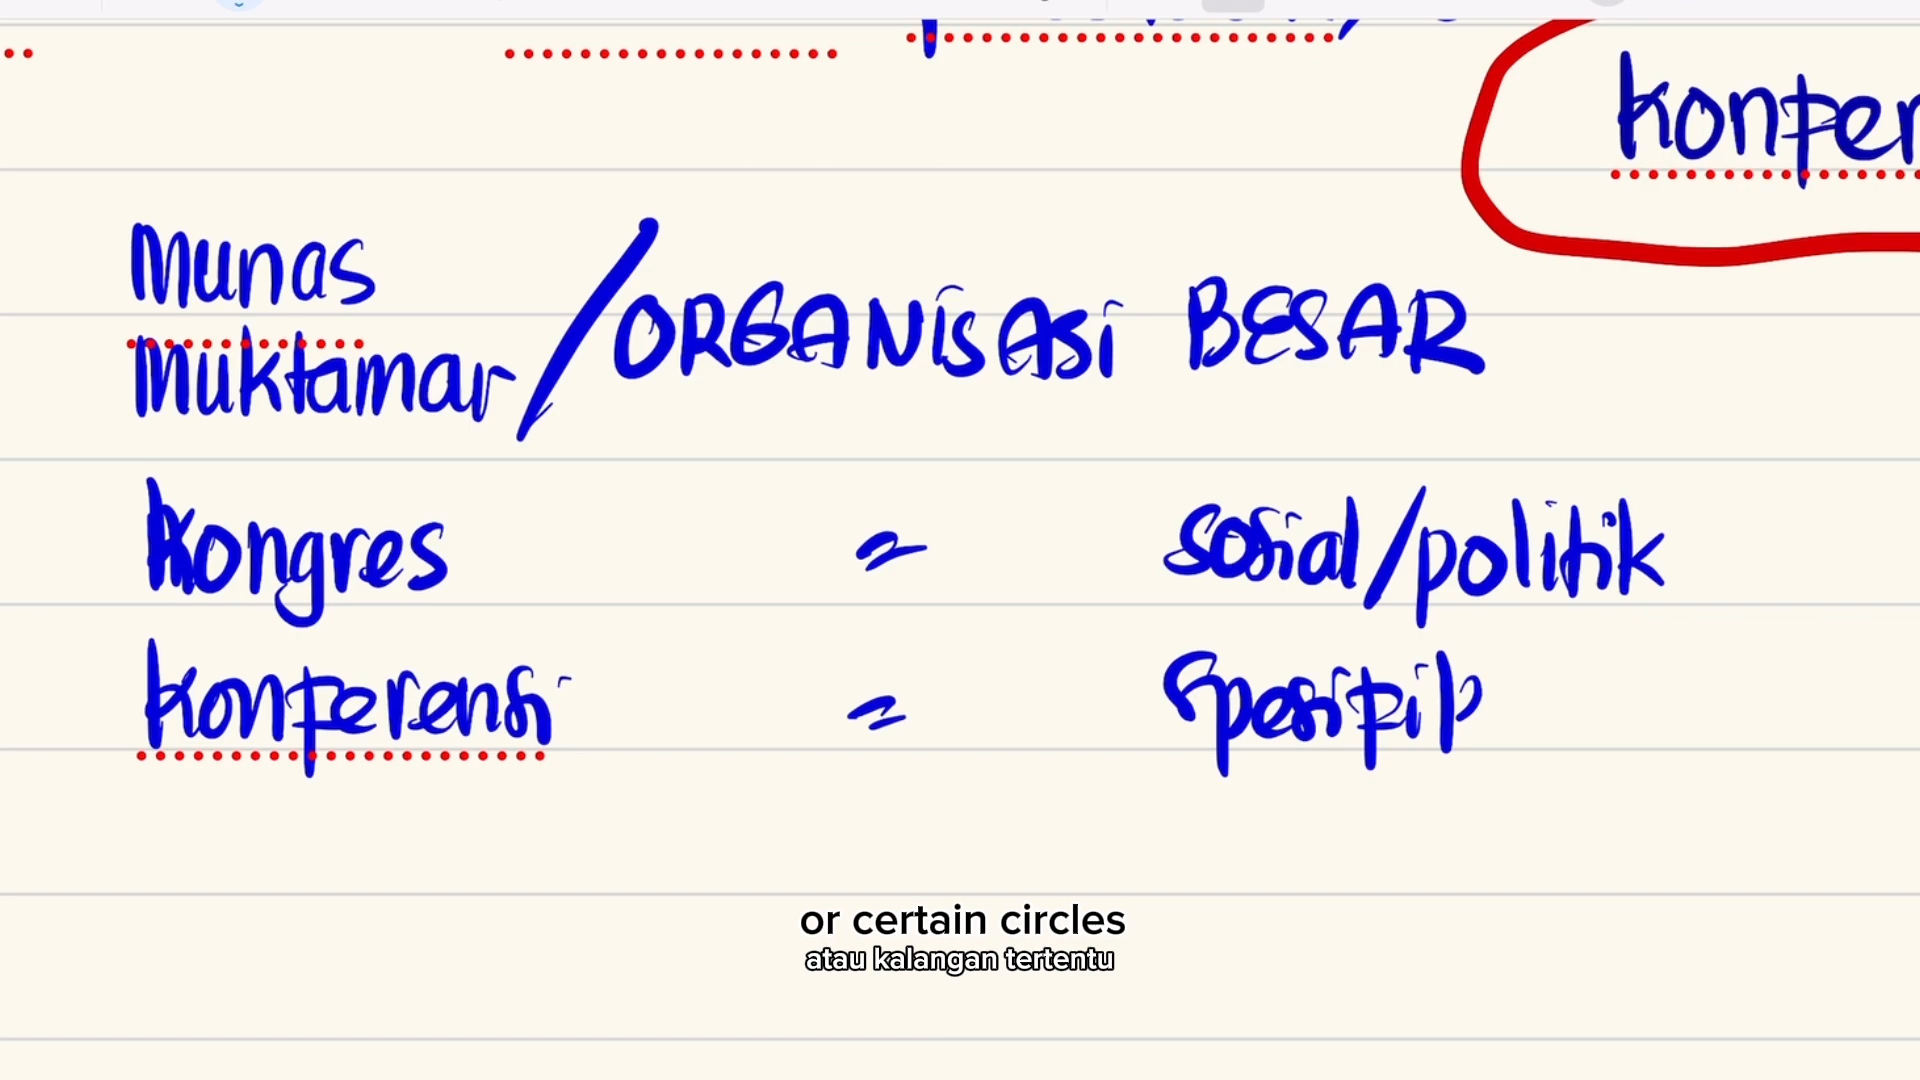 konfer
Munas
Muktamar / ORGANISASI BESAR
Kongres = sosial/politik
konferensi = spesifik
or certain circles
atau kalangan tertentu